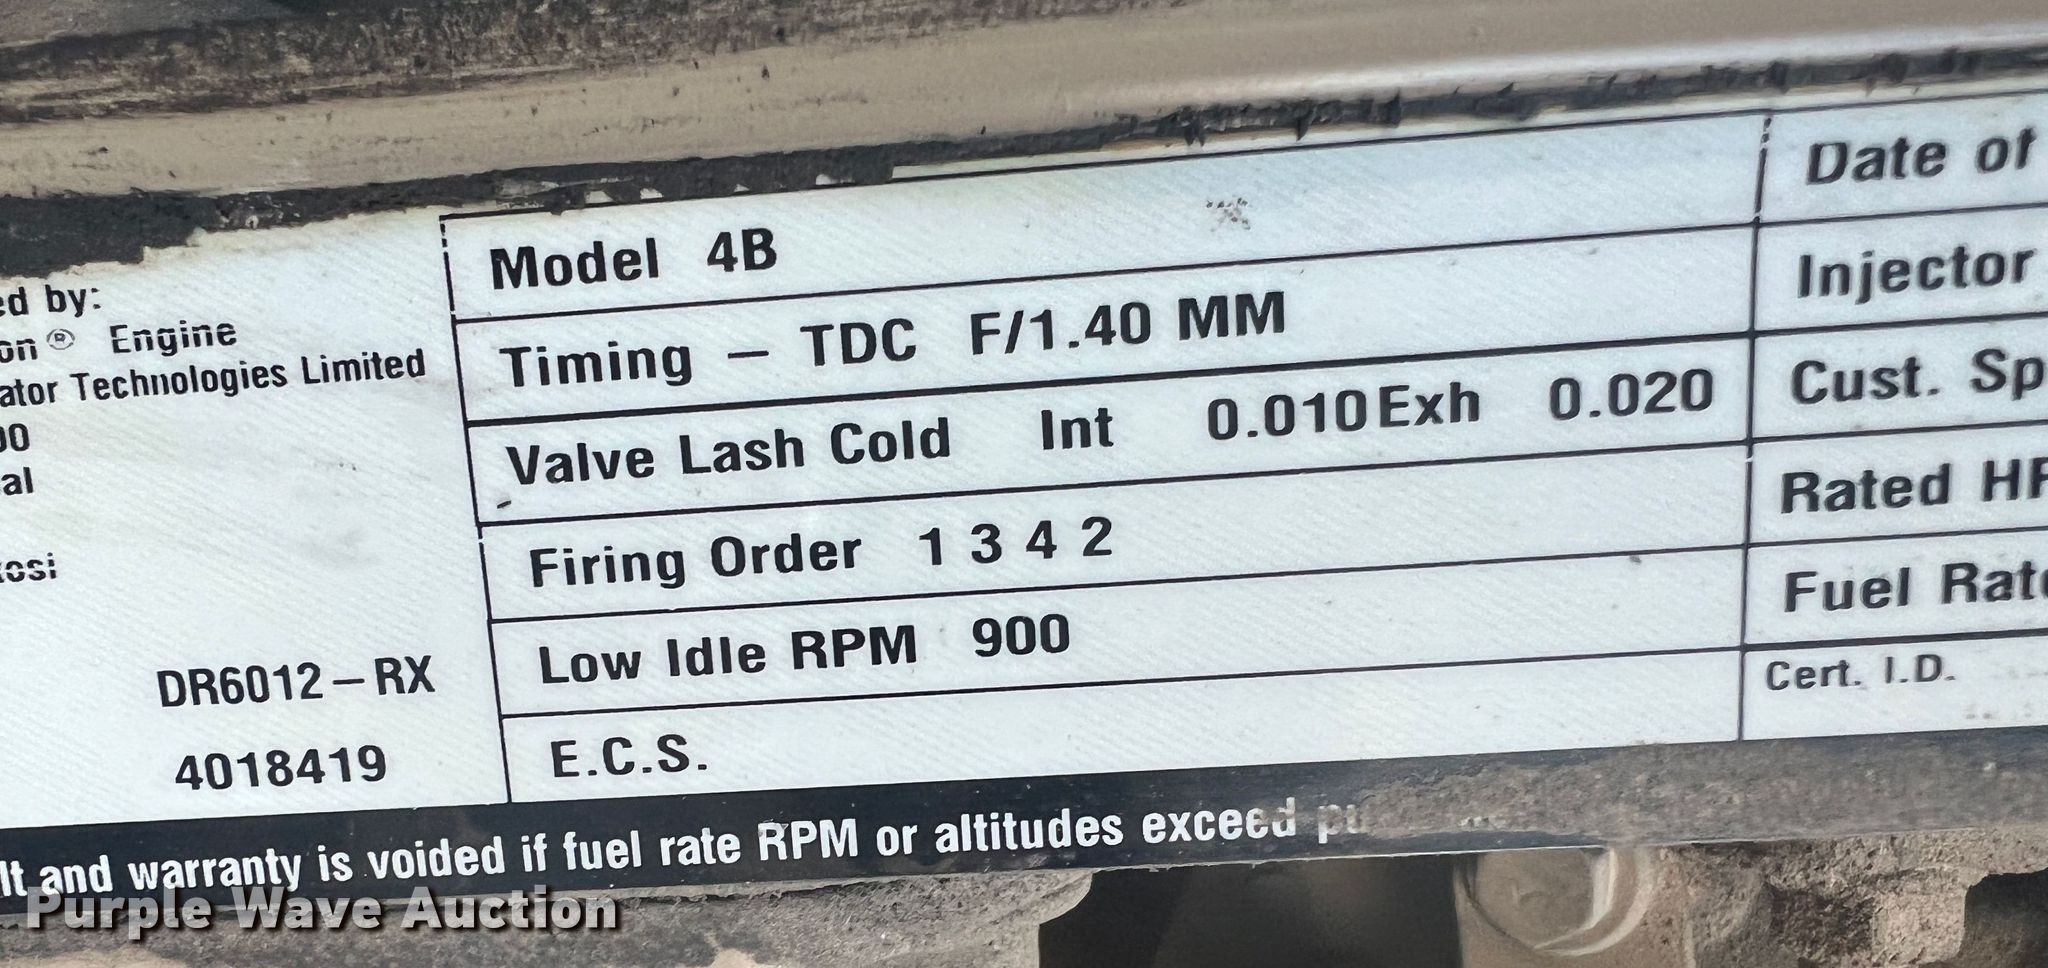 ed by:
on® Engine
ator Technologies Limited
00
al
DR6012-RX
4018419
Model 4B
Timing - TDC F/1.40 MM
Valve Lash Cold Int 0.010 Exh 0.020
Firing Order 1 3 4 2
Low Idle RPM 900
E.C.S.
Date of
Injector
Cust. Sp
Rated HP
Fuel Rate
Cert. I.D.
lt and warranty is voided if fuel rate RPM or altitudes exceed
Purple Wave Auction